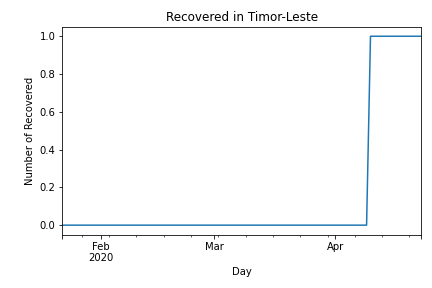 Recovered in Timor-Leste
Number of Recovered
1.0
0.8
0.6
0.4
0.2
0.0
Feb
2020
Mar
Apr
Day